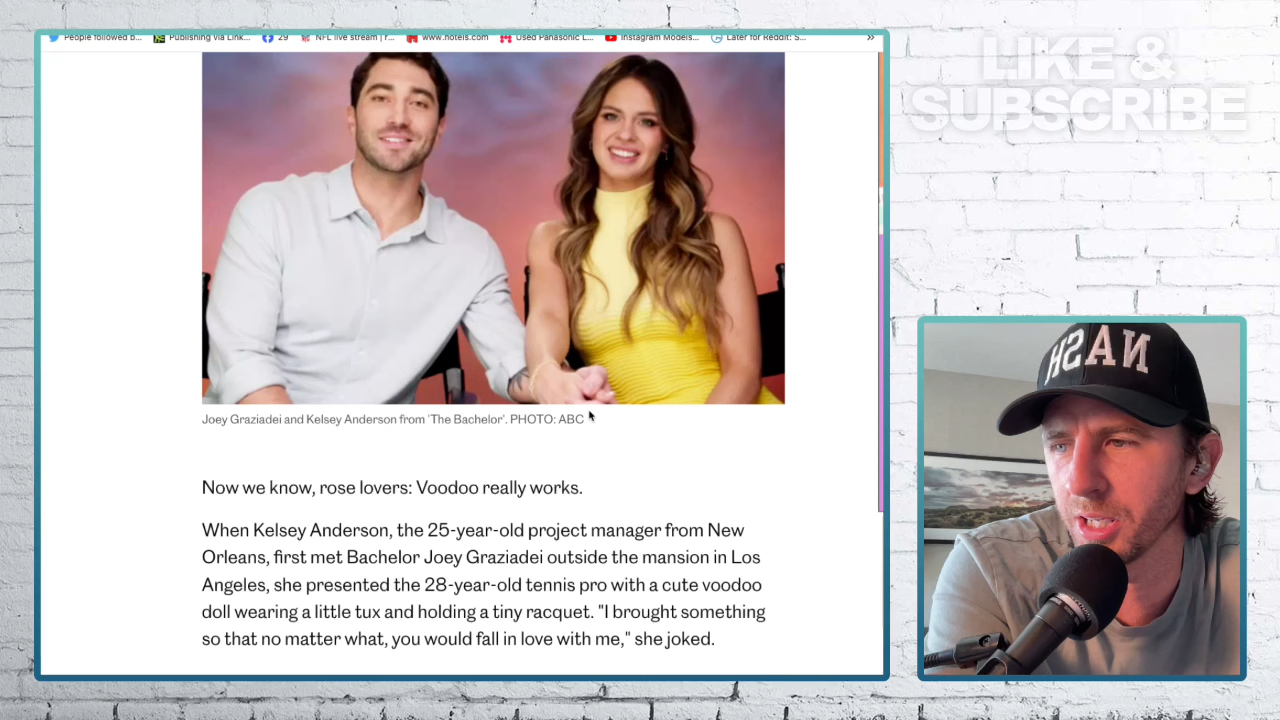 People followed b...
Publishing via Link...
29
NFL live stream | r...
www.hotels.com
Used Panasonic L...
Instagram Models...
Later for Reddit: S...
»
LIKE &
SUBSCRIBE
NASH
Joey Graziadei and Kelsey Anderson from 'The Bachelor'. PHOTO: ABC
Now we know, rose lovers: Voodoo really works.
When Kelsey Anderson, the 25-year-old project manager from New
Orleans, first met Bachelor Joey Graziadei outside the mansion in Los
Angeles, she presented the 28-year-old tennis pro with a cute voodoo
doll wearing a little tux and holding a tiny racquet. "I brought something
so that no matter what, you would fall in love with me," she joked.